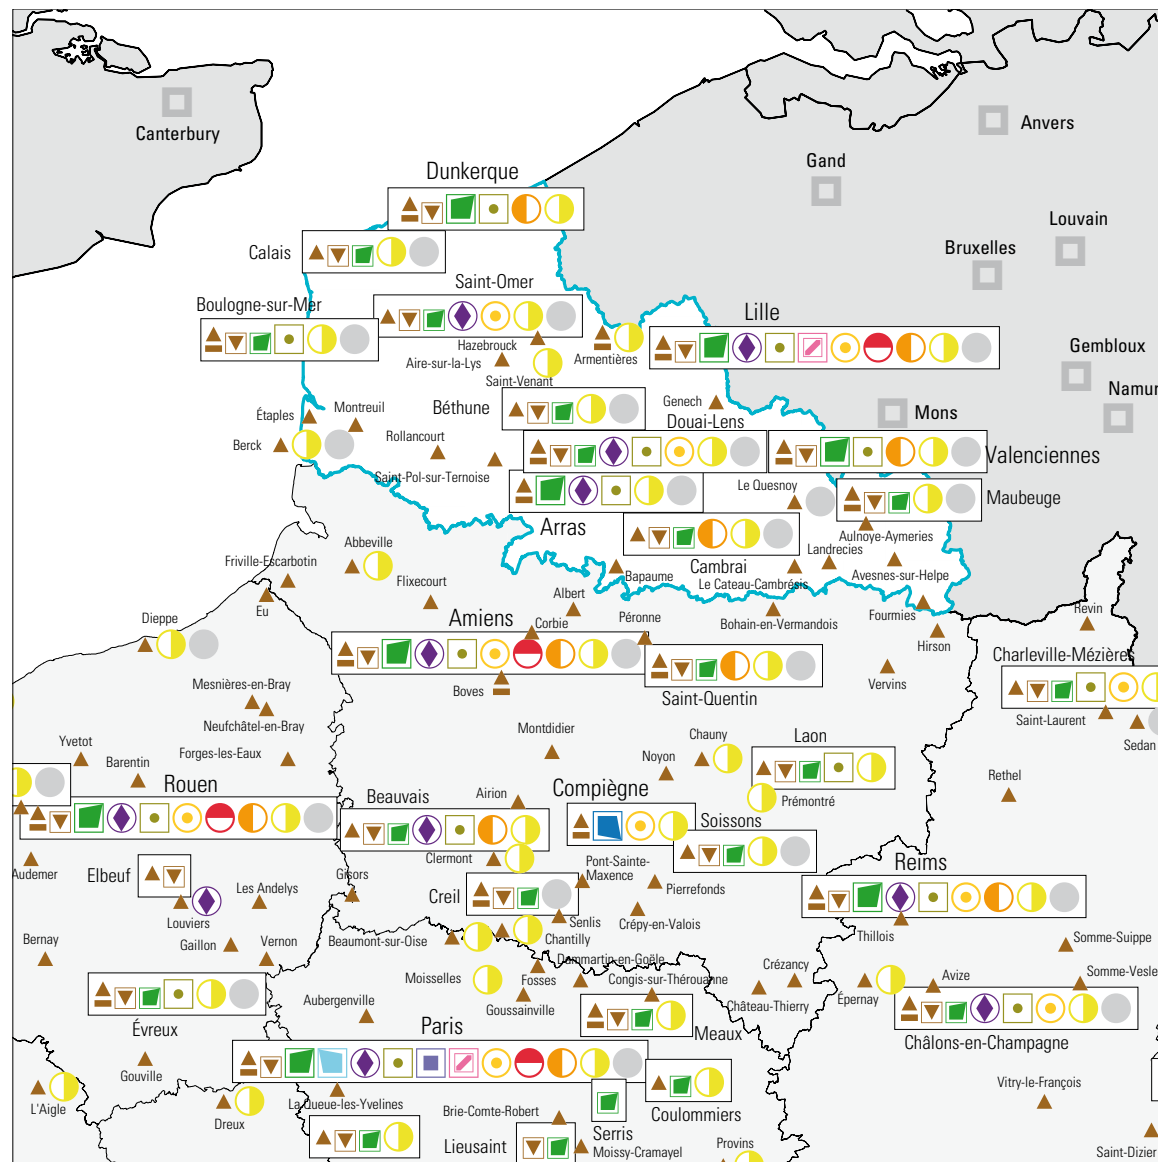 Canterbury
Anvers
Gand
Dunkerque
Louvain
Calais
Bruxelles
Saint-Omer
Boulogne-sur-Mer
Lille
Hazebrouck
Gembloux
Aire-sur-la-Lys
Armentières
Saint-Venant
Namur
Genech
Étaples
Montreuil
Béthune
Mons
Douai-Lens
Berck
Rollancourt
Valenciennes
Saint-Pol-sur-Ternoise
Le Quesnoy
Maubeuge
Arras
Aulnoye-Aymeries
Abbeville
Landrecies
Friville-Escarbotin
Cambrai
Avesnes-sur-Helpe
Flixecourt
Bapaume
Le Cateau-Cambrésis
Albert
Eu
Dieppe
Amiens
Corbie
Péronne
Bohain-en-Vermandois
Fourmies
Revin
Hirson
Charleville-Mézières
Mesnières-en-Bray
Boves
Saint-Quentin
Vervins
Neufchâtel-en-Bray
Saint-Laurent
Montdidier
Chauny
Laon
Sedan
Yvetot
Barentin
Forges-les-Eaux
Noyon
Rethel
Rouen
Beauvais
Airion
Compiègne
Prémontré
Soissons
Clermont
Pont-Sainte-
Maxence
Reims
Audemer
Elbeuf
Les Andelys
Gisors
Creil
Pierrefonds
Louviers
Senlis
Crépy-en-Valois
Thillois
Bernay
Gaillon
Vernon
Beaumont-sur-Oise
Chantilly
Somme-Suippe
Dammartin-en-Goële
Moisselles
Fosses
Congis-sur-Thérouanne
Crézancy
Avize
Somme-Vesle
Aubergenville
Goussainville
Château-Thierry
Épernay
Évreux
Paris
Meaux
Châlons-en-Champagne
Gouville
Vitry-le-François
L'Aigle
Dreux
La-Queue-les-Yvelines
Brie-Comte-Robert
Coulommiers
Serris
Lieusaint
Moissy-Cramayel
Provins
Saint-Dizier